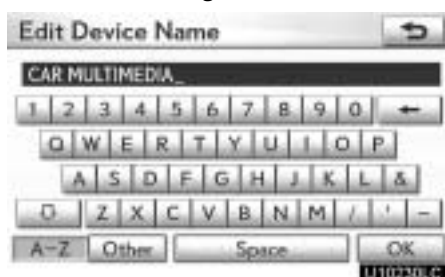 Edit Device Name
CAR MULTIMEDIA_
1 2 3 4 5 6 7 8 9 0 ←
Q W E R T Y U I O P
A S D F G H J K L &
Z X C V B N M / ' -
A-Z Other Space OK